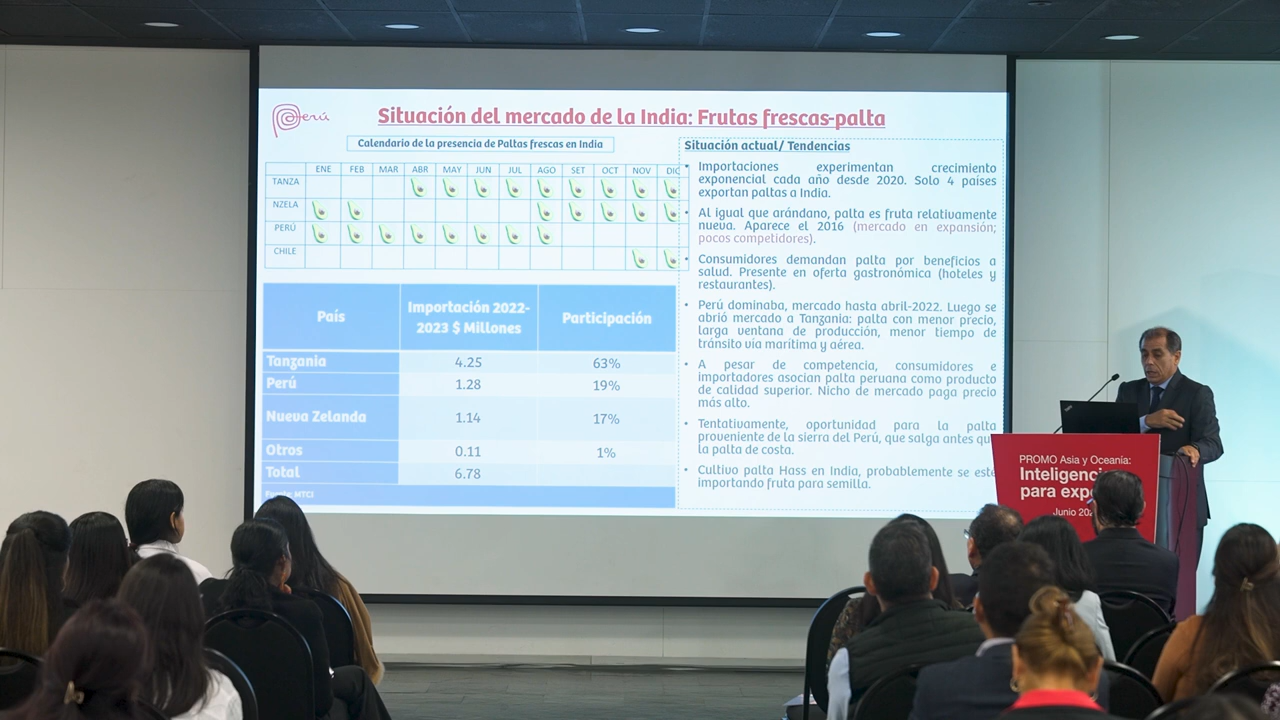 Perú
Situación del mercado de la India: Frutas frescas-palta
Calendario de la presencia de Paltas frescas en India
ENE FEB MAR ABR MAY JUN JUL AGO SET OCT NOV DIC
TANZA
NZELA
PERÚ
CHILE
País Importación 2022-
2023 $ Millones Participación
Tanzania 4.25 63%
Perú 1.28 19%
Nueva Zelanda 1.14 17%
Otros 0.11 1%
Total 6.78
Fuente: MTCI
Situación actual/ Tendencias
• Importaciones experimentan crecimiento
exponencial cada año desde 2020. Solo 4 países
exportan paltas a India.
• Al igual que arándano, palta es fruta relativamente
nueva. Aparece el 2016 (mercado en expansión;
pocos competidores).
• Consumidores demandan palta por beneficios a
salud. Presente en oferta gastronómica (hoteles y
restaurantes).
• Perú dominaba, mercado hasta abril-2022. Luego se
abrió mercado a Tanzania: palta con menor precio,
larga ventana de producción, menor tiempo de
tránsito vía marítima y aérea.
• A pesar de competencia, consumidores e
importadores asocian palta peruana como producto
de calidad superior. Nicho de mercado paga precio
más alto.
• Tentativamente, oportunidad para la palta
proveniente de la sierra del Perú, que salga antes qu
la palta de costa.
• Cultivo palta Hass en India, probablemente se esté
importando fruta para semilla.
PROMO Asia y Oceanía:
Inteligenci
para expo
Junio 202